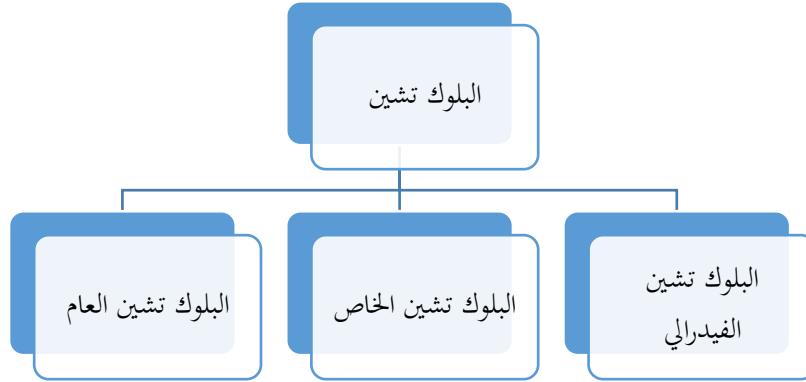 البلوك تشين
البلوك تشين
الفيدرالي
البلوك تشين الخاص
البلوك تشين العام